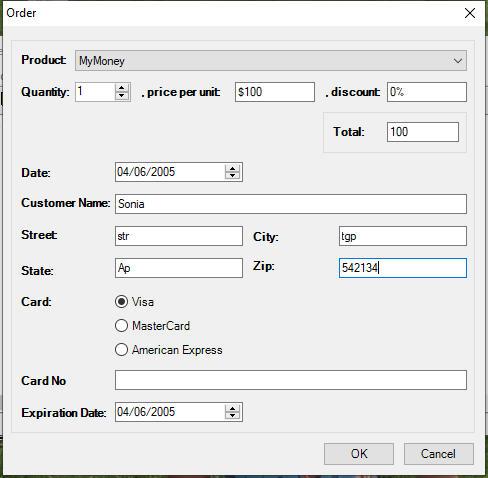 Order
Product: MyMoney
Quantity: 1 , price per unit: $100 , discount: 0%
Total: 100
Date: 04/06/2005
Customer Name: Sonia
Street: str City: tgp
State: Ap Zip: 542134
Card: Visa
MasterCard
American Express
Card No
Expiration Date: 04/06/2005
OK Cancel